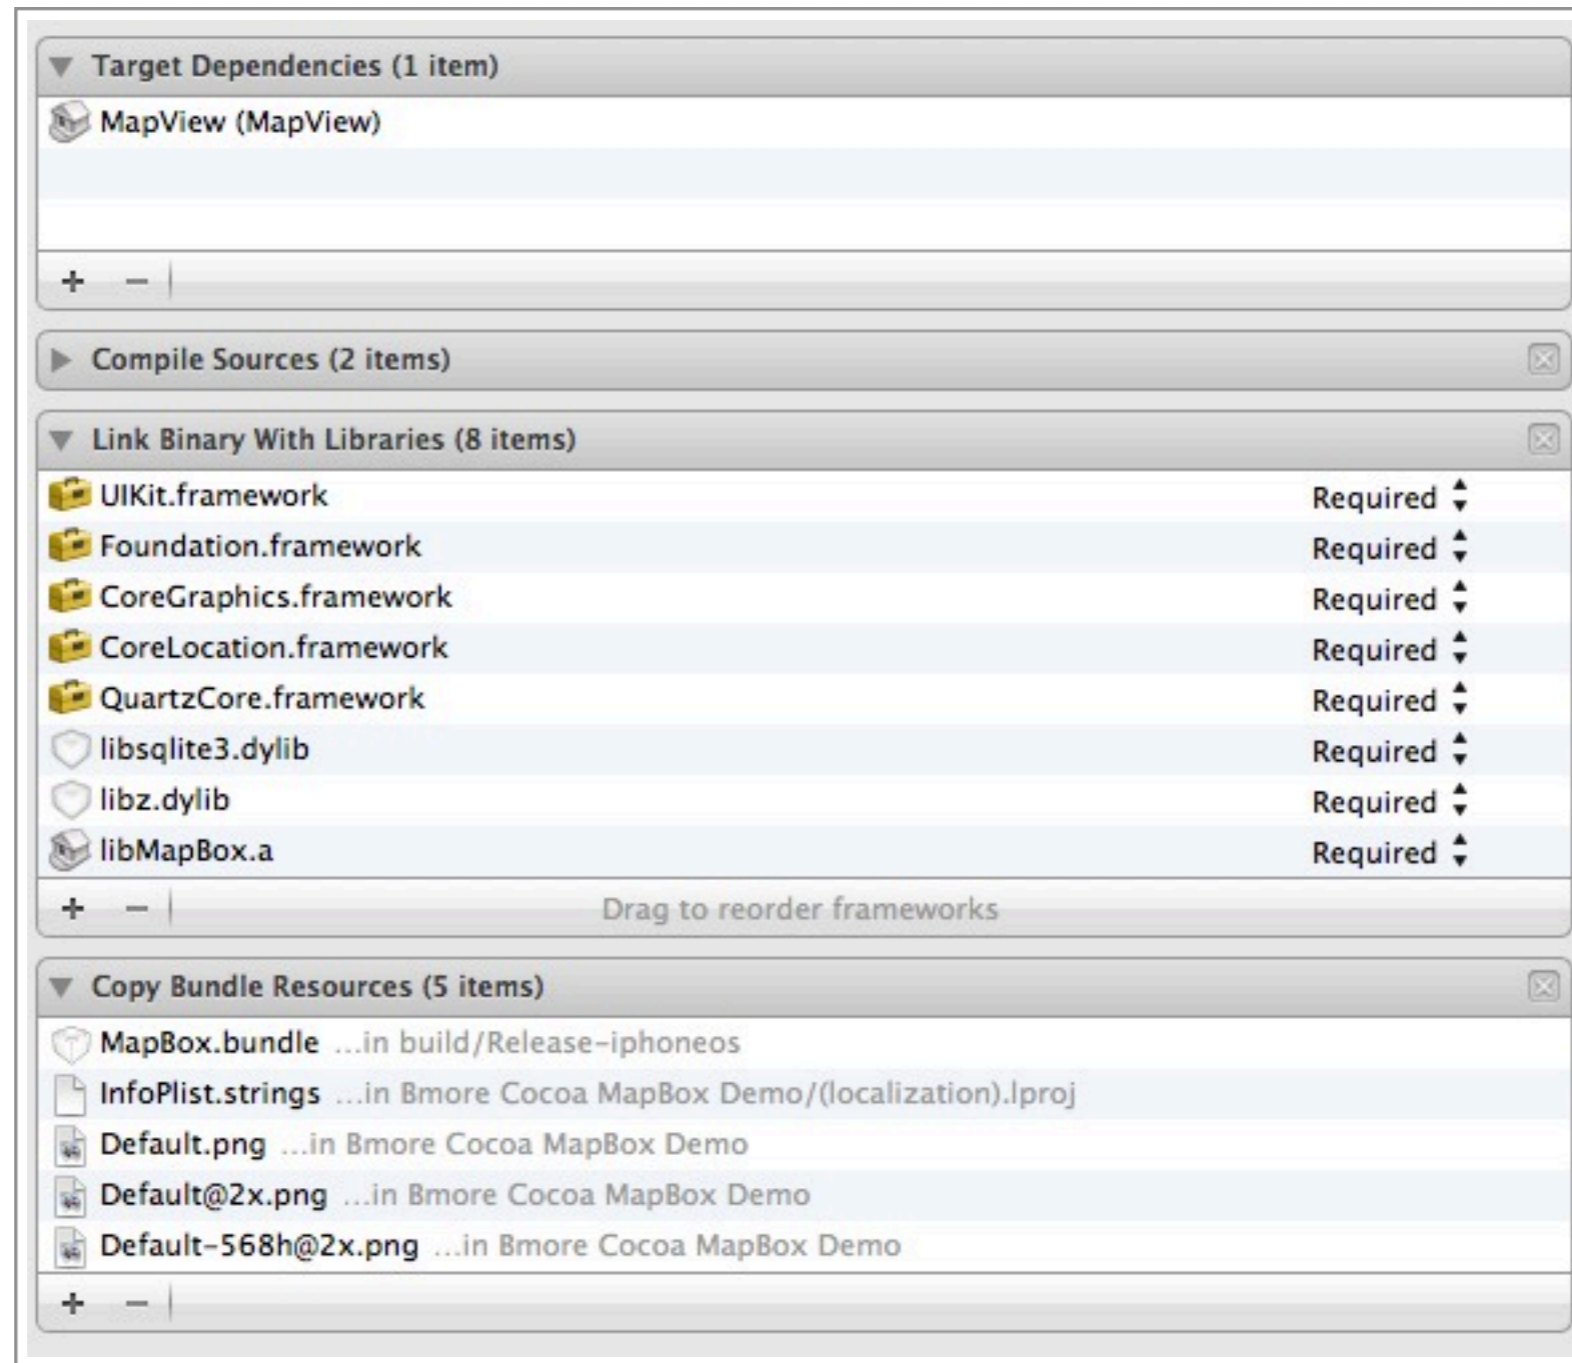 Target Dependencies (1 item)
MapView (MapView)
Compile Sources (2 items)
Link Binary With Libraries (8 items)
UIKit.framework Required
Foundation.framework Required
CoreGraphics.framework Required
CoreLocation.framework Required
QuartzCore.framework Required
libsqlite3.dylib Required
libz.dylib Required
libMapBox.a Required
Drag to reorder frameworks
Copy Bundle Resources (5 items)
MapBox.bundle ...in build/Release-iphoneos
InfoPlist.strings ...in Bmore Cocoa MapBox Demo/(localization).lproj
Default.png ...in Bmore Cocoa MapBox Demo
Default@2x.png ...in Bmore Cocoa MapBox Demo
Default-568h@2x.png ...in Bmore Cocoa MapBox Demo